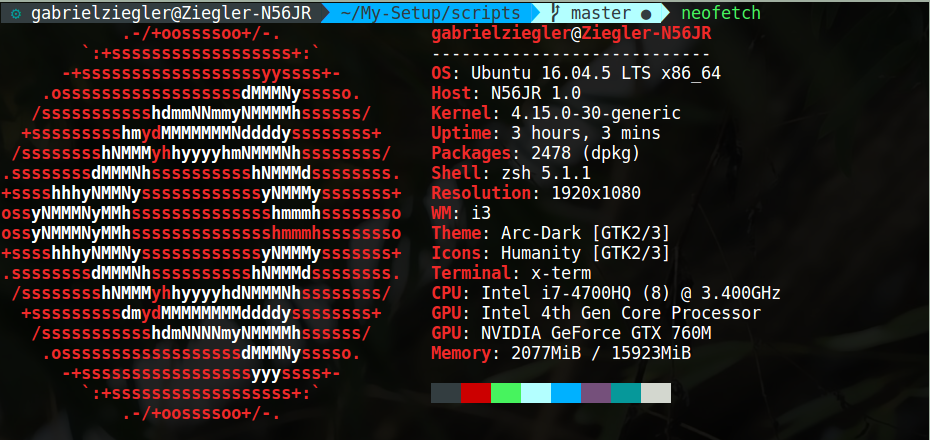 ⚙ gabrielziegler@Ziegler-N56JR ~/My-Setup/scripts master ● neofetch
.-/+oossssoo+/-. gabrielziegler@Ziegler-N56JR
`:+ssssssssssssssssss+:` ----------------------------
-+ssssssssssssssssssyyssss+- OS: Ubuntu 16.04.5 LTS x86_64
.ossssssssssssssssssdMMMNysssso. Host: N56JR 1.0
/ssssssssssshdmmNNmmyNMMMMhssssss/ Kernel: 4.15.0-30-generic
+ssssssssshmydMMMMMMMNddddyssssssss+ Uptime: 3 hours, 3 mins
/sssssssshNMMMyhhyyyyhmNMMMNhssssssss/ Packages: 2478 (dpkg)
.ssssssssdMMMNhsssssssssshNMMMdssssssss. Shell: zsh 5.1.1
+sssshhhyNMMNyssssssssssssyNMMMysssssss+ Resolution: 1920x1080
ossyNMMMNyMMhsssssssssssssshmmmhssssssso WM: i3
ossyNMMMNyMMhsssssssssssssshmmmhssssssso Theme: Arc-Dark [GTK2/3]
+sssshhhyNMMNyssssssssssssyNMMMysssssss+ Icons: Humanity [GTK2/3]
.ssssssssdMMMNhsssssssssshNMMMdssssssss. Terminal: x-term
/sssssssshNMMMyhhyyyyhdNMMMNhssssssss/ CPU: Intel i7-4700HQ (8) @ 3.400GHz
+sssssssssdmydMMMMMMMMddddyssssssss+ GPU: Intel 4th Gen Core Processor
/ssssssssssshdmNNNNmyNMMMMhssssss/ GPU: NVIDIA GeForce GTX 760M
.ossssssssssssssssssdMMMNysssso. Memory: 2077MiB / 15923MiB
-+sssssssssssssssssyyyssss+-
`:+ssssssssssssssssss+:`
.-/+oossssoo+/-.